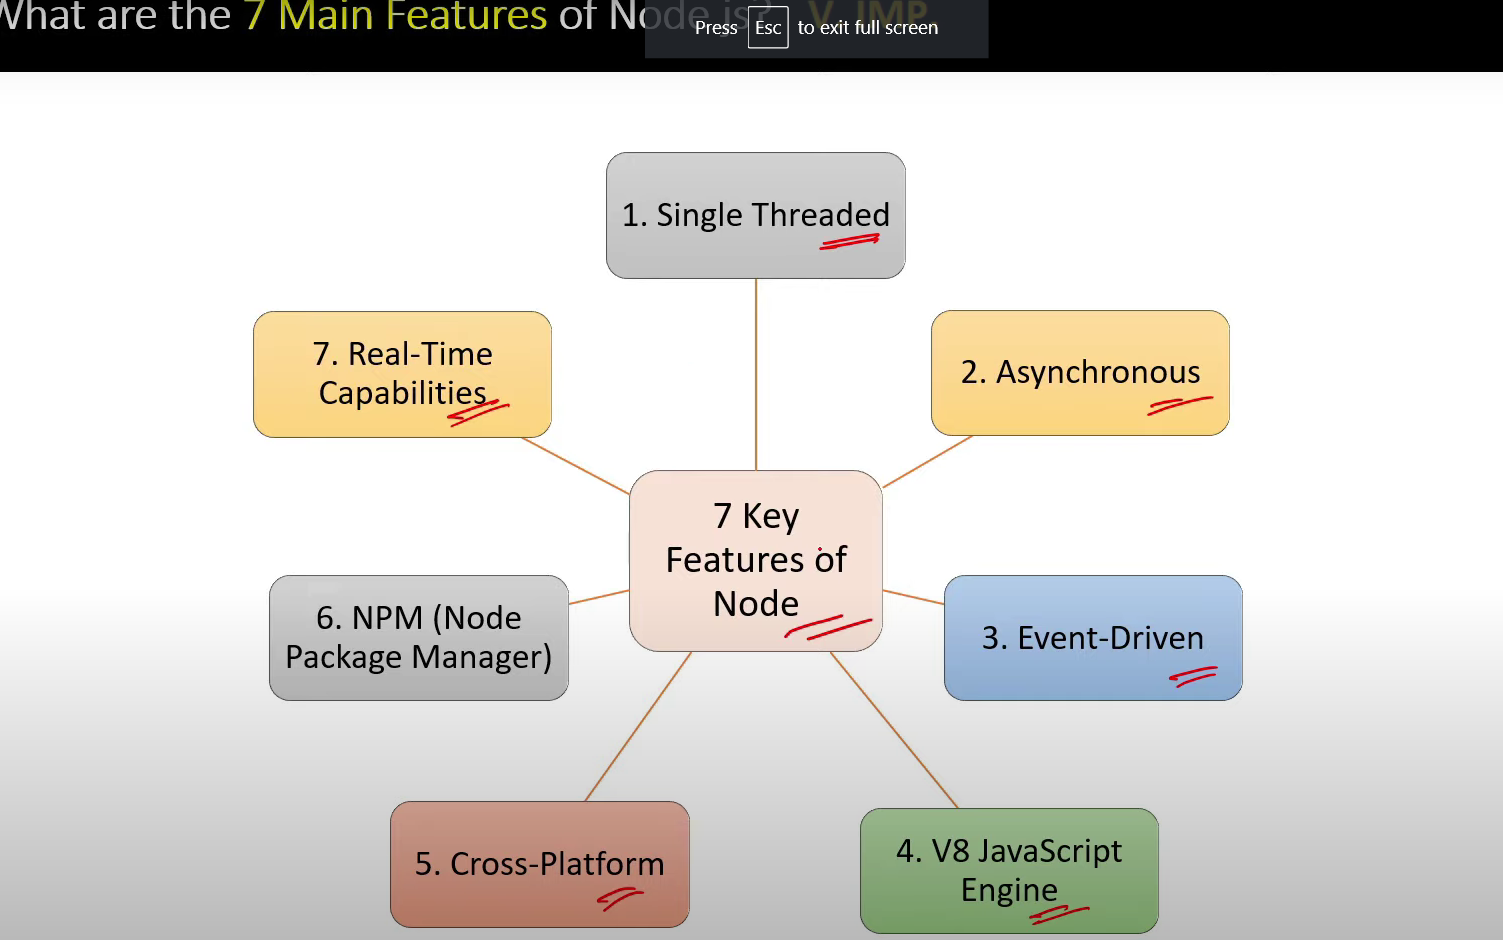 What are the 7 Main Features of Node js? V. IMP.
Press Esc to exit full screen
1. Single Threaded
7. Real-Time
Capabilities
2. Asynchronous
7 Key
Features of
Node
6. NPM (Node
Package Manager)
3. Event-Driven
5. Cross-Platform
4. V8 JavaScript
Engine